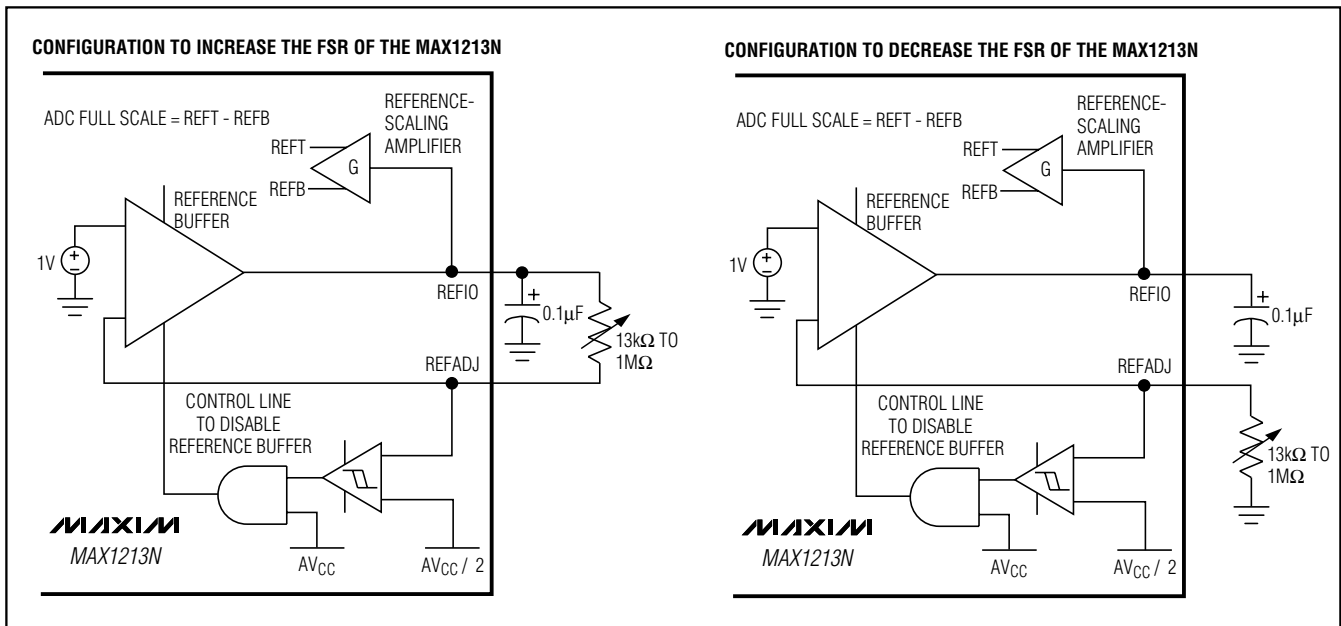 CONFIGURATION TO INCREASE THE FSR OF THE MAX1213N
ADC FULL SCALE = REFT - REFB
REFERENCE-
SCALING
AMPLIFIER
REFT
G
REFB
REFERENCE
BUFFER
1V
+
−
REFIO
+
0.1µF
13kΩ TO
1MΩ
REFADJ
CONTROL LINE
TO DISABLE
REFERENCE BUFFER
MAXIM
MAX1213N
AVCC
AVCC / 2
CONFIGURATION TO DECREASE THE FSR OF THE MAX1213N
ADC FULL SCALE = REFT - REFB
REFERENCE-
SCALING
AMPLIFIER
REFT
G
REFB
REFERENCE
BUFFER
1V
+
−
REFIO
+
0.1µF
REFADJ
CONTROL LINE
TO DISABLE
REFERENCE BUFFER
13kΩ TO
1MΩ
MAXIM
MAX1213N
AVCC
AVCC / 2